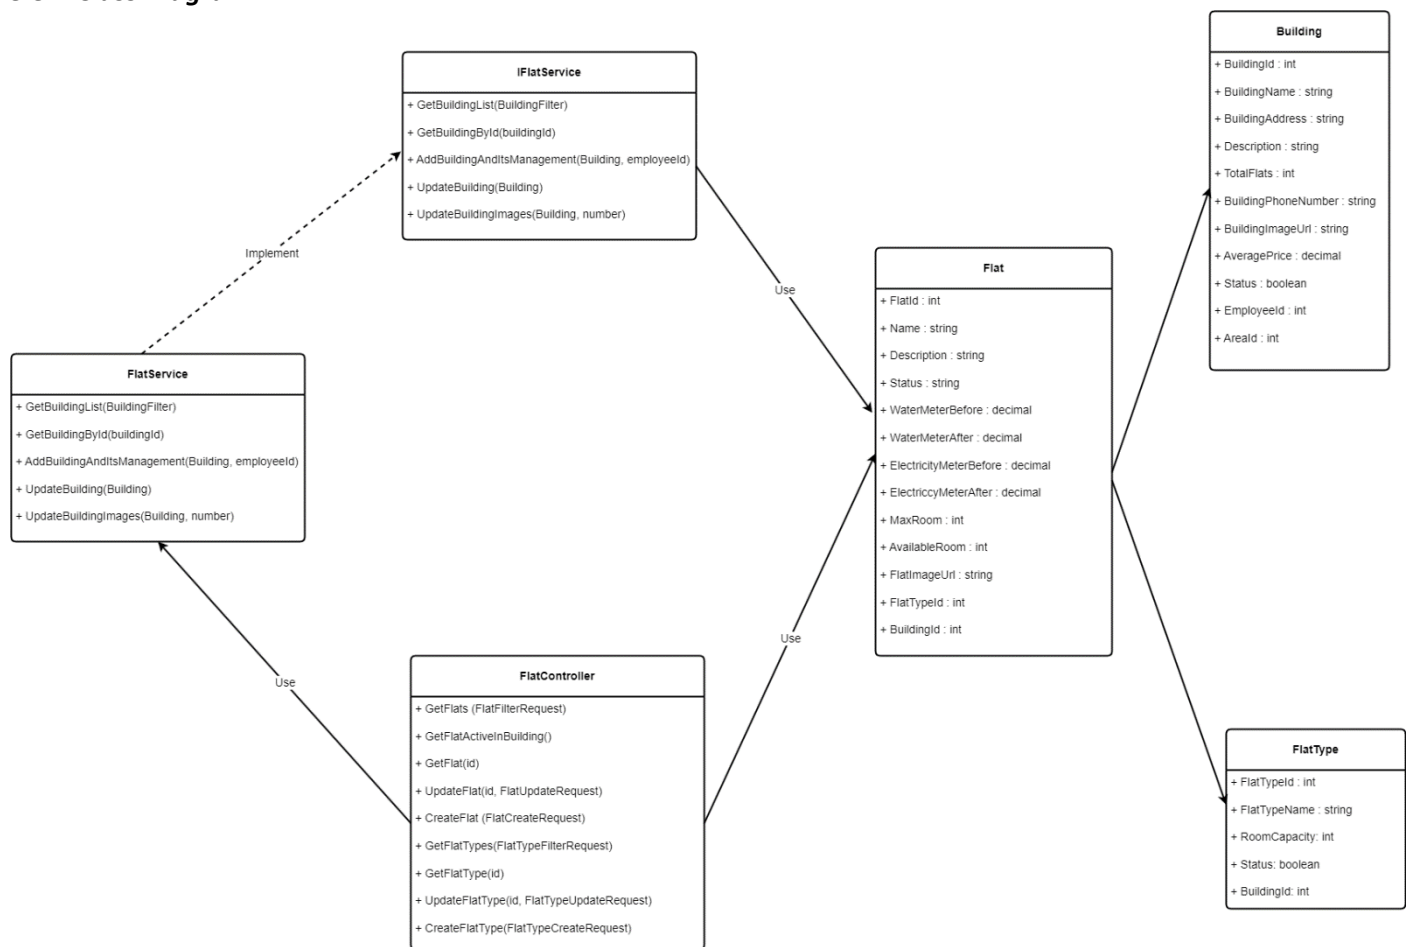 Building
+ BuildingId : int
+ BuildingName : string
+ BuildingAddress : string
+ Description : string
+ TotalFlats : int
+ BuildingPhoneNumber : string
+ BuildingImageUrl : string
+ AveragePrice : decimal
+ Status : boolean
+ EmployeeId : int
+ AreaId : int
IFlatService
+ GetBuildingList(BuildingFilter)
+ GetBuildingById(buildingId)
+ AddBuildingAndItsManagement(Building, employeeId)
+ UpdateBuilding(Building)
+ UpdateBuildingImages(Building, number)
Implement
Use
Flat
+ FlatId : int
+ Name : string
+ Description : string
+ Status : string
+ WaterMeterBefore : decimal
+ WaterMeterAfter : decimal
+ ElectricityMeterBefore : decimal
+ ElectriccyMeterAfter : decimal
+ MaxRoom : int
+ AvailableRoom : int
+ FlatImageUrl : string
+ FlatTypeId : int
+ BuildingId : int
FlatService
+ GetBuildingList(BuildingFilter)
+ GetBuildingById(buildingId)
+ AddBuildingAndItsManagement(Building, employeeId)
+ UpdateBuilding(Building)
+ UpdateBuildingImages(Building, number)
Use
Use
FlatController
+ GetFlats (FlatFilterRequest)
+ GetFlatActiveInBuilding()
+ GetFlat(id)
+ UpdateFlat(id, FlatUpdateRequest)
+ CreateFlat (FlatCreateRequest)
+ GetFlatTypes(FlatTypeFilterRequest)
+ GetFlatType(id)
+ UpdateFlatType(id, FlatTypeUpdateRequest)
+ CreateFlatType(FlatTypeCreateRequest)
FlatType
+ FlatTypeId : int
+ FlatTypeName : string
+ RoomCapacity: int
+ Status: boolean
+ BuildingId: int